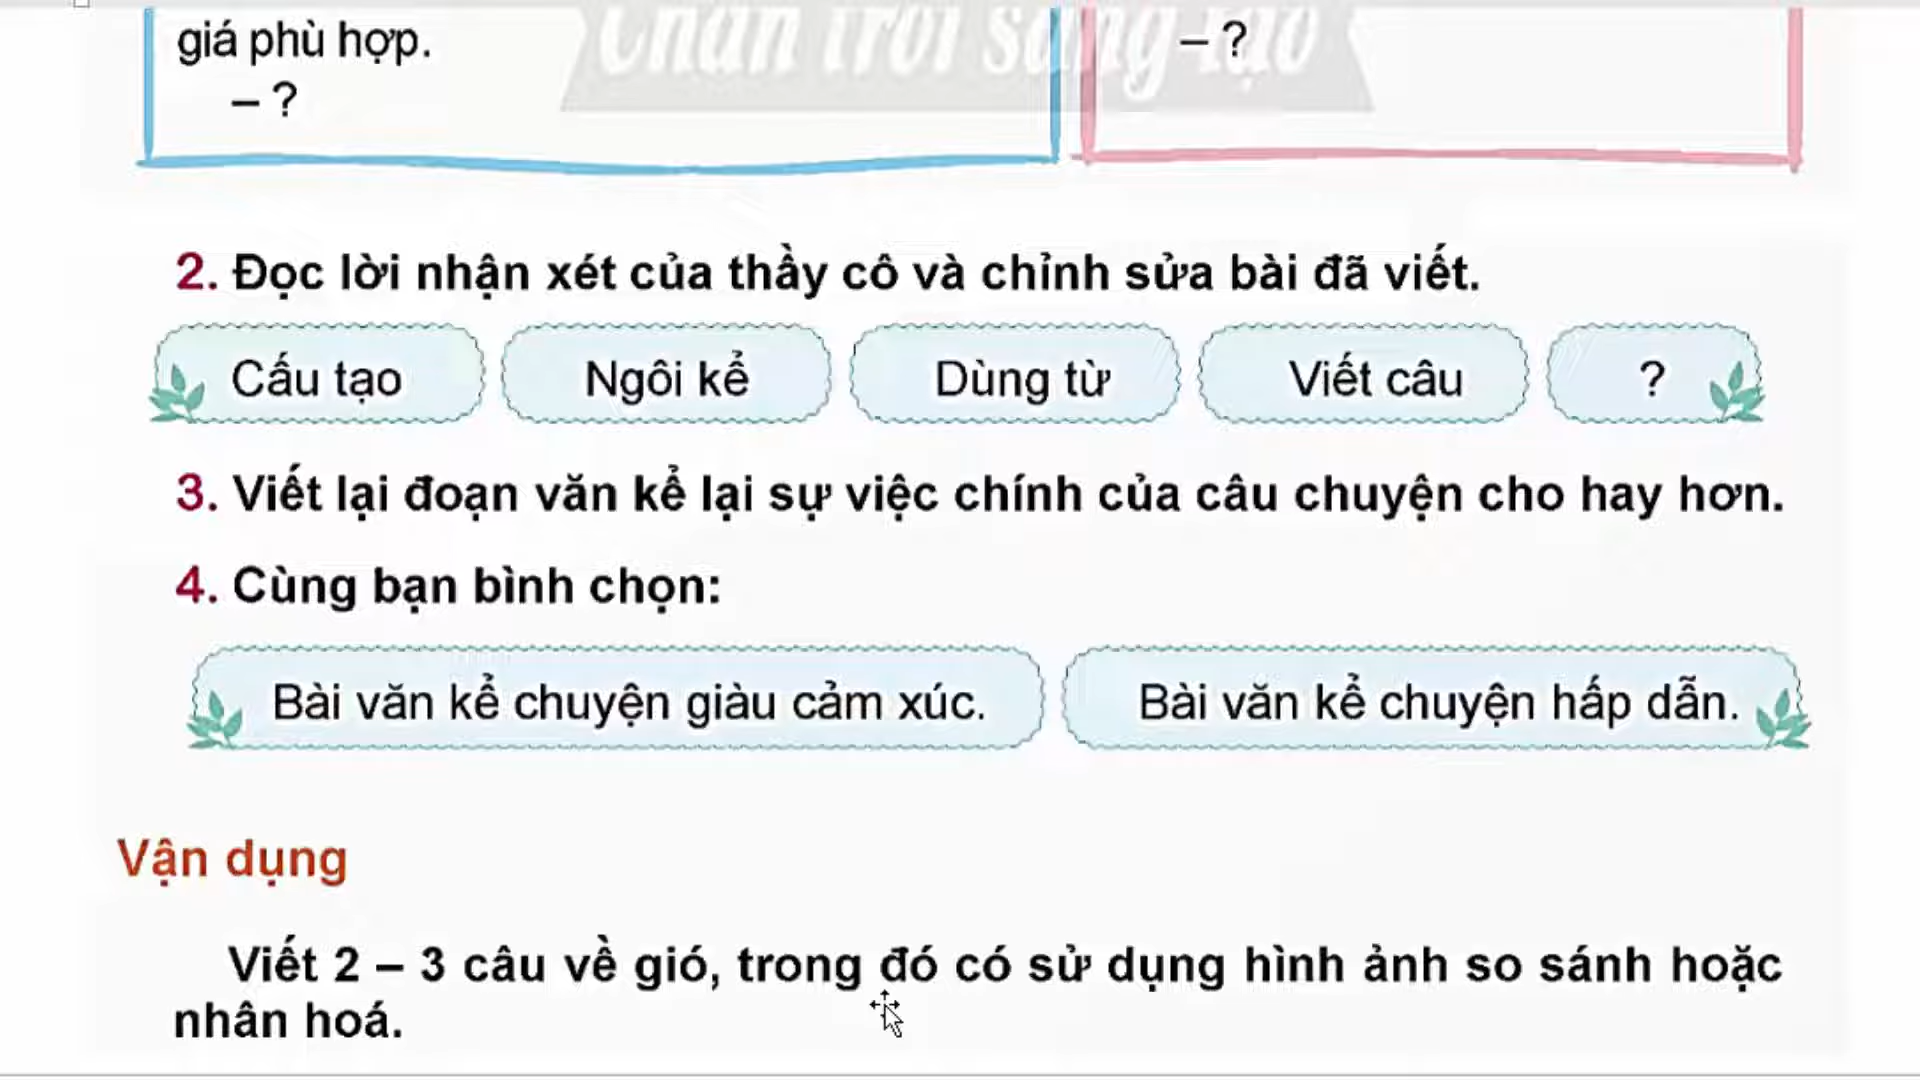 giá phù hợp.
– ?
– ?
Chân trời sáng tạo
2. Đọc lời nhận xét của thầy cô và chỉnh sửa bài đã viết.
Cấu tạo
Ngôi kể
Dùng từ
Viết câu
?
3. Viết lại đoạn văn kể lại sự việc chính của câu chuyện cho hay hơn.
4. Cùng bạn bình chọn:
Bài văn kể chuyện giàu cảm xúc.
Bài văn kể chuyện hấp dẫn.
Vận dụng
Viết 2 – 3 câu về gió, trong đó có sử dụng hình ảnh so sánh hoặc
nhân hoá.